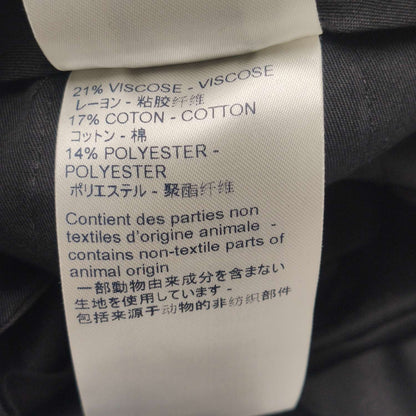 21% VISCOSE - VISCOSE
レーヨン - 粘胶纤维
17% COTON - COTTON
コットン - 棉
14% POLYESTER -
POLYESTER
ポリエステル - 聚酯纤维
Contient des parties non
textiles d'origine animale -
contains non-textile parts of
animal origin
一部動物由来成分を含まない
生地を使用しています -
包括来源于动物的非纺织部件